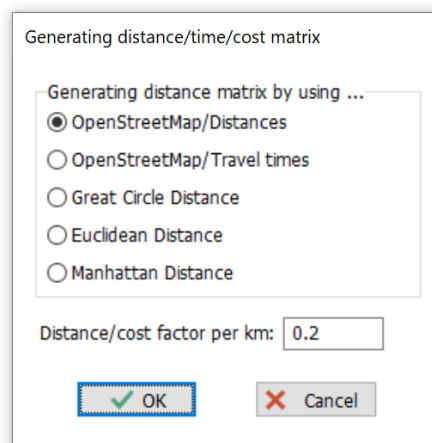 Generating distance/time/cost matrix
Generating distance matrix by using ...
OpenStreetMap/Distances
OpenStreetMap/Travel times
Great Circle Distance
Euclidean Distance
Manhattan Distance
Distance/cost factor per km: 0.2
OK Cancel